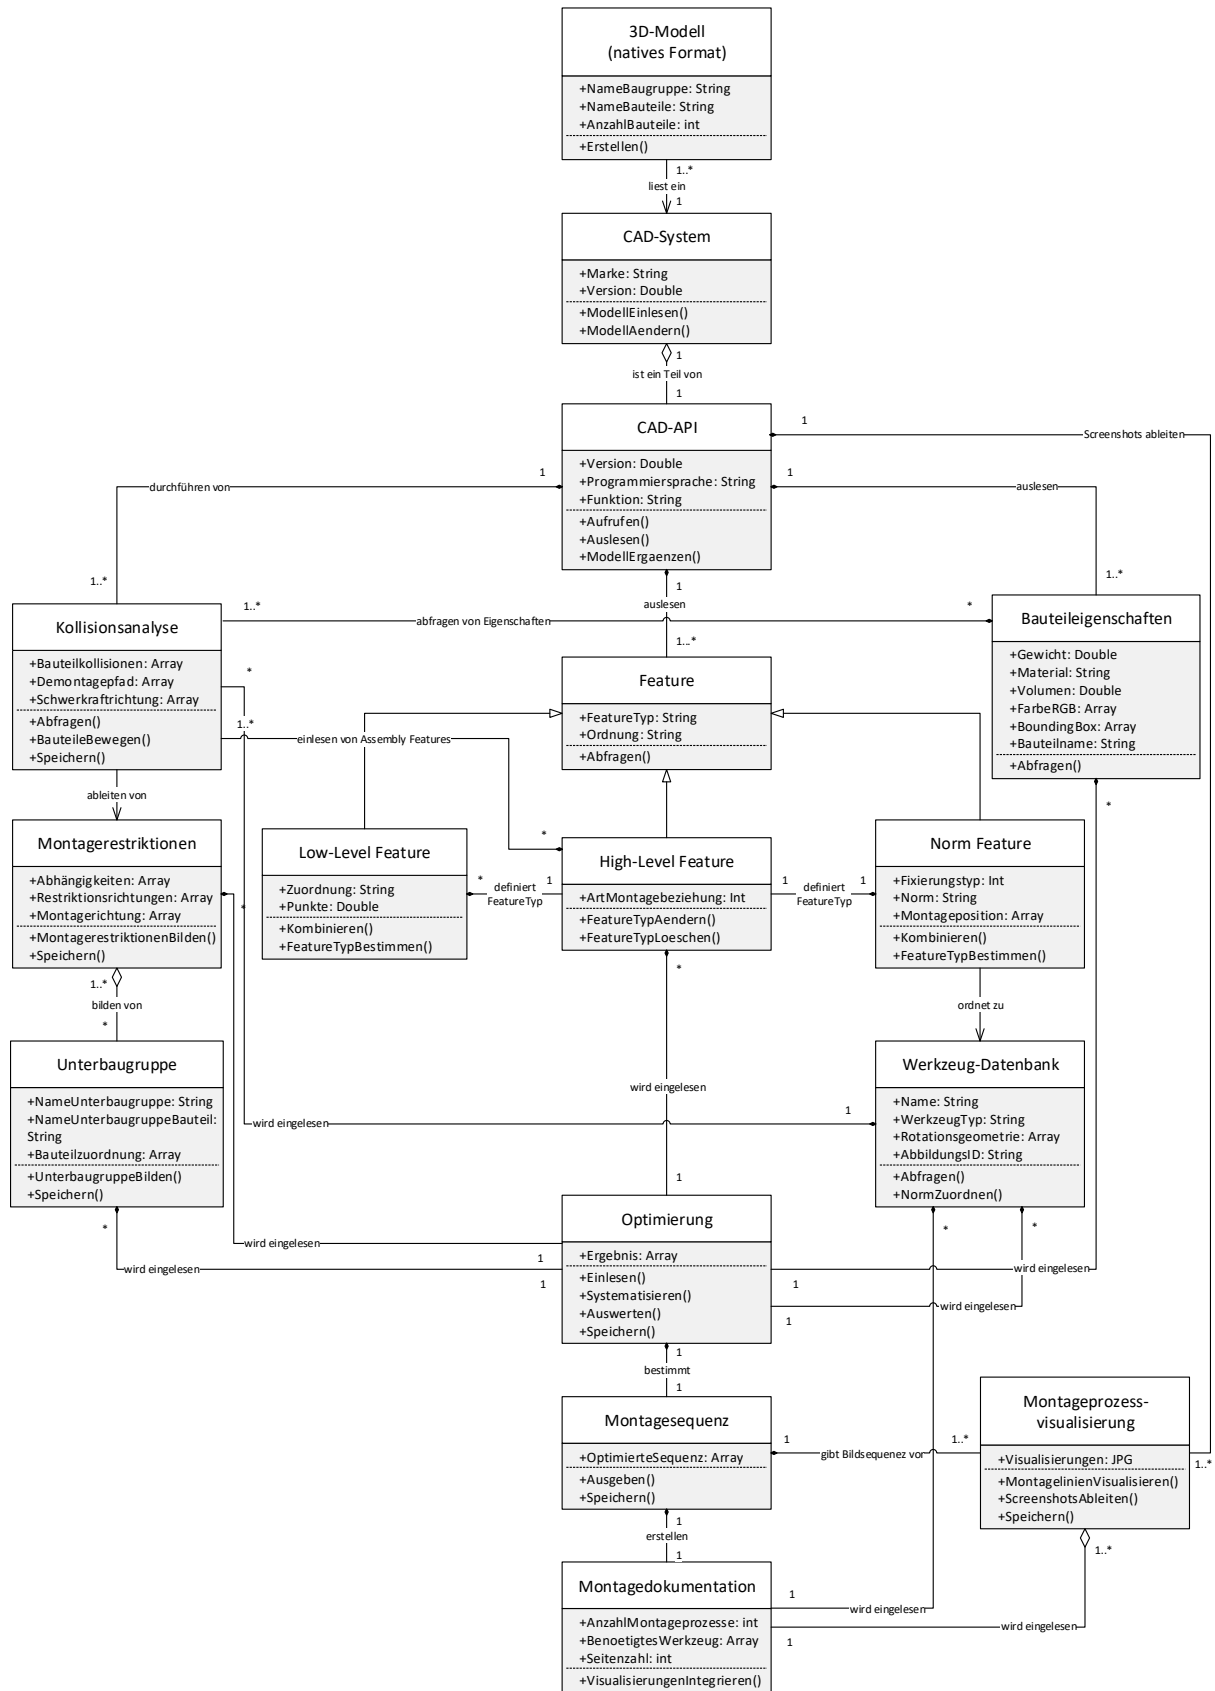 3D-Modell
(natives Format)
+NameBaugruppe: String
+NameBauteile: String
+AnzahlBauteile: int
+Erstellen()
1..*
liest ein
1
CAD-System
+Marke: String
+Version: Double
+ModellEinlesen()
+ModellAendern()
1
ist ein Teil von
1
CAD-API
+Version: Double
+Programmiersprache: String
+Funktion: String
+Aufrufen()
+Auslesen()
+ModellErgaenzen()
1
Screenshots ableiten
1
durchführen von
1..*
1
auslesen
1..*
1
auslesen
1...*
Kollisionsanalyse
+Bauteilkollisionen: Array
+Demontagepfad: Array
+Schwerkraftrichtung: Array
+Abfragen()
+BauteileBewegen()
+Speichern()
1..*
abfragen von Eigenschaften
*
Bauteileigenschaften
+Gewicht: Double
+Material: String
+Volumen: Double
+FarbeRGB: Array
+BoundingBox: Array
+Bauteilname: String
+Abfragen()
*
Feature
+FeatureTyp: String
+Ordnung: String
+Abfragen()
*
1..*
einlesen von Assembly Features
*
ableiten von
Montagerestriktionen
+Abhängigkeiten: Array
+Restriktionsrichtungen: Array
+Montagerichtung: Array
+MontagerestriktionenBilden()
+Speichern()
*
Low-Level Feature
+Zuordnung: String
+Punkte: Double
+Kombinieren()
+FeatureTypBestimmen()
*
definiert
FeatureTyp
1
High-Level Feature
+ArtMontagebeziehung: Int
+FeatureTypAendern()
+FeatureTypLoeschen()
*
1
definiert
FeatureTyp
1
Norm Feature
+Fixierungstyp: Int
+Norm: String
+Montageposition: Array
+Kombinieren()
+FeatureTypBestimmen()
1..*
bilden von
*
ordnet zu
Unterbaugruppe
+NameUnterbaugruppe: String
+NameUnterbaugruppeBauteil:
String
+Bauteilzuordnung: Array
+UnterbaugruppeBilden()
+Speichern()
*
wird eingelesen
wird eingelesen
1
Werkzeug-Datenbank
+Name: String
+WerkzeugTyp: String
+Rotationsgeometrie: Array
+AbbildungsID: String
+Abfragen()
+NormZuordnen()
*
*
1
Optimierung
+Ergebnis: Array
+Einlesen()
+Systematisieren()
+Auswerten()
+Speichern()
wird eingelesen
1
wird eingelesen
1
wird eingelesen
1
wird eingelesen
1
1
bestimmt
1
Montagesequenz
+OptimierteSequenz: Array
+Ausgeben()
+Speichern()
1
gibt Bildsequenez vor
1..*
Montageprozess-
visualisierung
+Visualisierungen: JPG
+MontagelinienVisualisieren()
+ScreenshotsAbleiten()
+Speichern()
1..*
1..*
1
erstellen
1
Montagedokumentation
+AnzahlMontageprozesse: int
+BenoetigtesWerkzeug: Array
+Seitenzahl: int
+VisualisierungenIntegrieren()
1
wird eingelesen
1
wird eingelesen